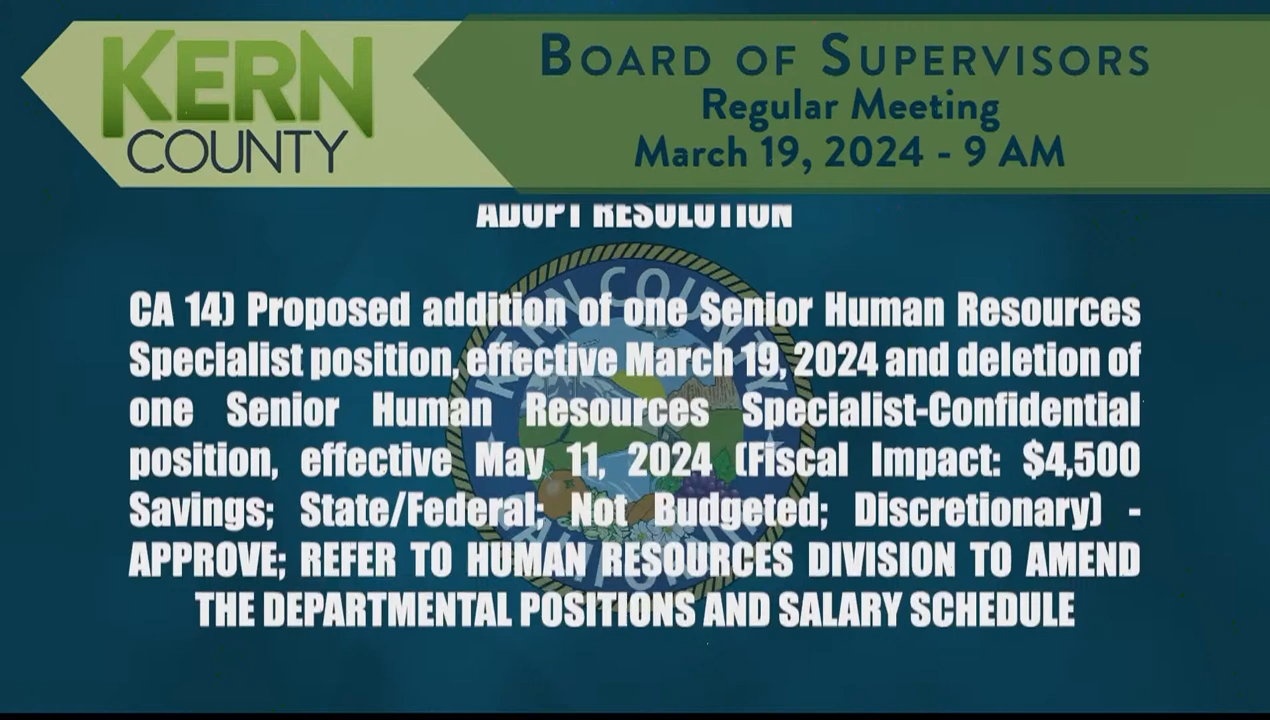 KERN
COUNTY
BOARD OF SUPERVISORS
Regular Meeting
March 19, 2024 - 9 AM
ADOPT RESOLUTION
KERN COUNTY
CALIFORNIA
CA 14) Proposed addition of one Senior Human Resources
Specialist position, effective March 19, 2024 and deletion of
one Senior Human Resources Specialist-Confidential
position, effective May 11, 2024 (Fiscal Impact: $4,500
Savings; State/Federal; Not Budgeted; Discretionary) -
APPROVE; REFER TO HUMAN RESOURCES DIVISION TO AMEND
THE DEPARTMENTAL POSITIONS AND SALARY SCHEDULE